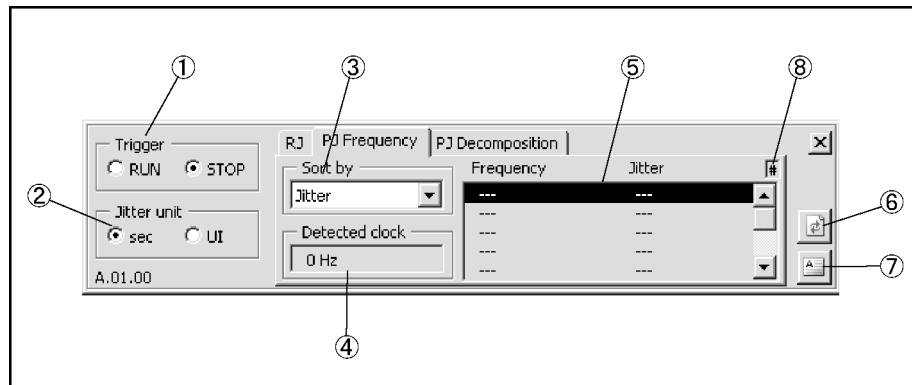 ① ③ ⑤ ⑧
Trigger
RUN STOP
RJ PJ Frequency PJ Decomposition
Sort by
Jitter
Frequency Jitter #
--- ---
--- ---
--- ---
--- ---
--- ---
② ⑥
Jitter unit
sec UI
Detected clock
0 Hz
A
⑦
A.01.00
④